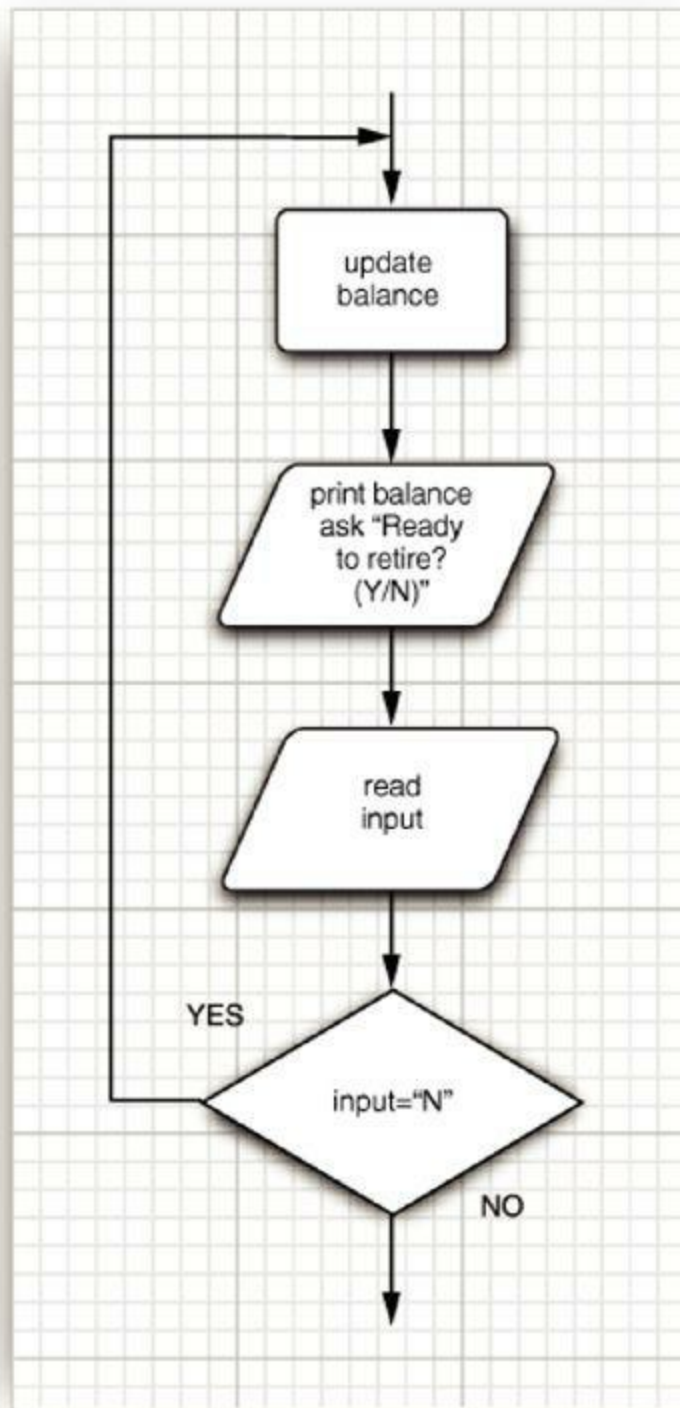 update
balance
print balance
ask “Ready
to retire?
(Y/N)”
read
input
YES
input=“N”
NO